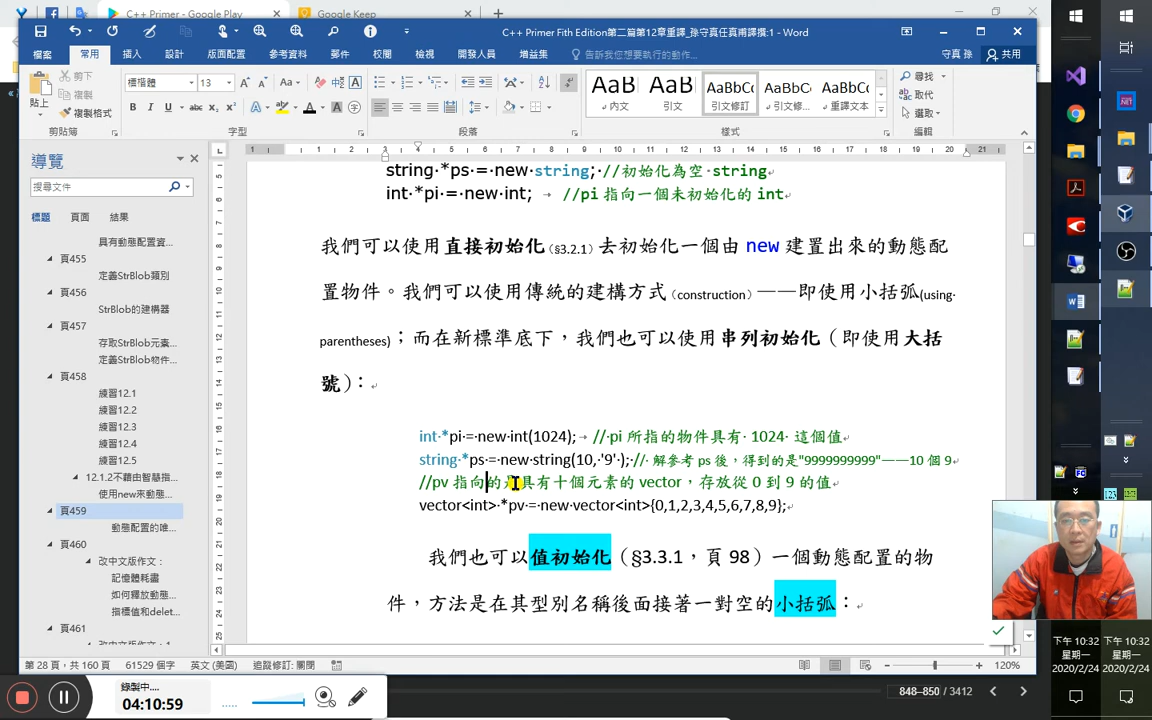 C++ Primer - Google Play
Google Keep
C++ Primer Fith Edition第二篇第12章重譯_孫守真任真甫譯撰:1 - Word
檔案
常用
插入
設計
版面配置
參考資料
郵件
校閱
檢視
開發人員
增益集
告訴我您想要執行的動作...
守真 孫
共用
貼上
剪下
複製
複製格式
剪貼簿
標楷體
13
字型
段落
AaB
內文
AaB
引文
AaBbCc
引文修訂
AaBbCc
引文修...
AaBbCc
重譯文本
樣式
尋找
取代
選取
編輯
導覽
搜尋文件
標題
頁面
結果
具有動態配置資...
頁455
定義StrBlob類別
頁456
StrBlob的建構器
頁457
存取StrBlob元素...
定義StrBlob物件...
頁458
練習12.1
練習12.2
練習12.3
練習12.4
練習12.5
12.1.2不藉由智慧指...
使用new來動態...
頁459
動態配置的唯...
頁460
改中文版作文：
記憶體耗盡
如何釋放動態...
指標值和delet...
頁461
string *ps = new string; //初始化為空 string
int *pi = new int; → //pi 指向一個未初始化的 int
我們可以使用直接初始化（§3.2.1）去初始化一個由 new 建置出來的動態配
置物件。我們可以使用傳統的建構方式（construction）——即使用小括弧(using
parentheses)；而在新標準底下，我們也可以使用串列初始化（即使用大括
號）：
int *pi = new int(1024); → //pi 所指的物件具有 1024 這個值
string *ps = new string(10, '9' ); // 解參考 ps 後，得到的是"9999999999"——10 個 9
//pv 指向的是具有十個元素的 vector，存放從 0 到 9 的值
vector<int> *pv = new vector<int>{0,1,2,3,4,5,6,7,8,9};
我們也可以值初始化（§3.3.1，頁 98）一個動態配置的物
件，方法是在其型別名稱後面接著一對空的小括弧：
第 28 頁，共 160 頁
61529 個字
英文 (美國)
追蹤修訂: 關閉
120%
錄製中....
04:10:59
848–850 / 3412
下午 10:32
星期一
2020/2/24
下午 10:32
星期一
2020/2/24